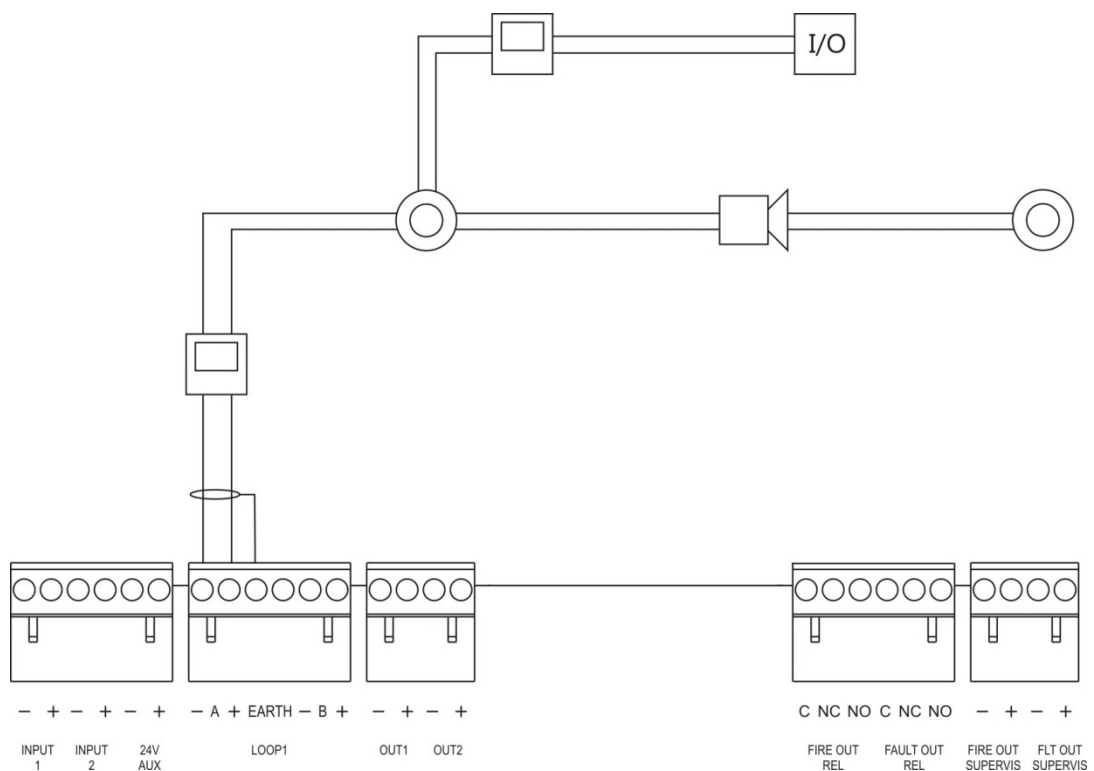 I/O
− + − + − +
− A + EARTH − B +
− + − +
C NC NO C NC NO
− + − +
INPUT
1
INPUT
2
24V
AUX
LOOP1
OUT1
OUT2
FIRE OUT
REL
FAULT OUT
REL
FIRE OUT
SUPERVIS
FLT OUT
SUPERVIS